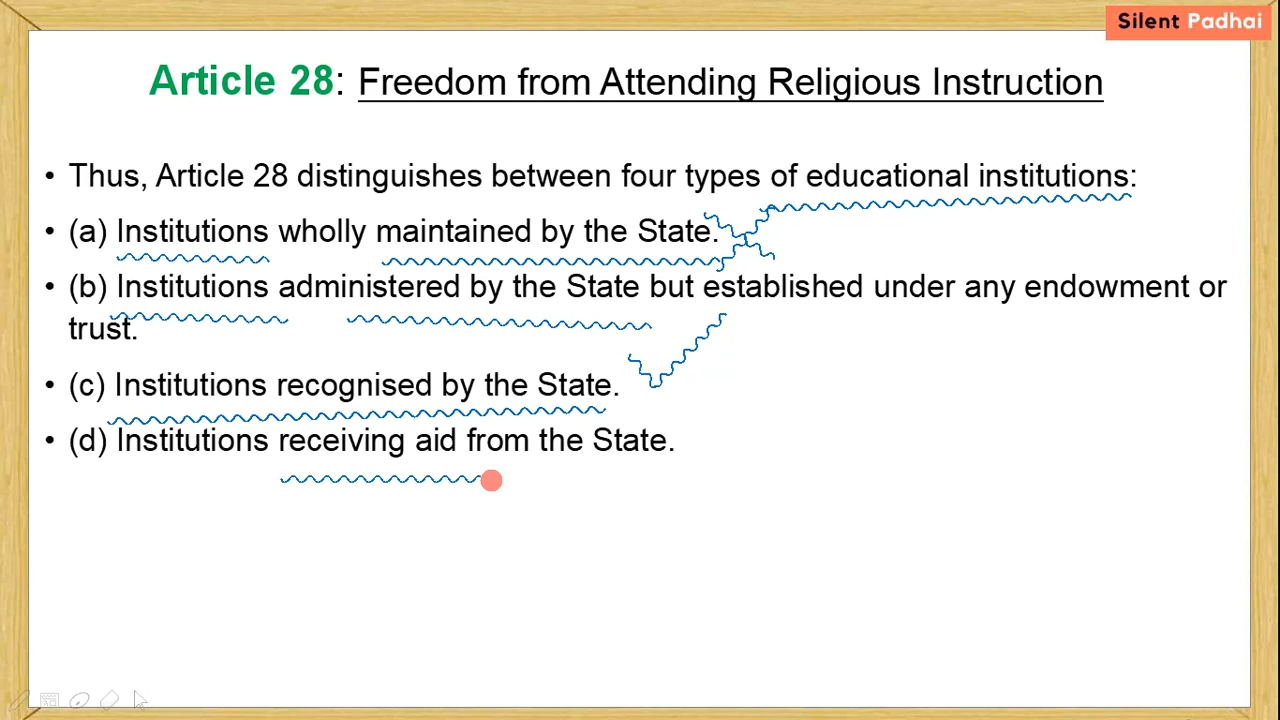 Silent Padhai
Article 28: Freedom from Attending Religious Instruction
• Thus, Article 28 distinguishes between four types of educational institutions:
• (a) Institutions wholly maintained by the State.
• (b) Institutions administered by the State but established under any endowment or
trust.
• (c) Institutions recognised by the State.
• (d) Institutions receiving aid from the State.